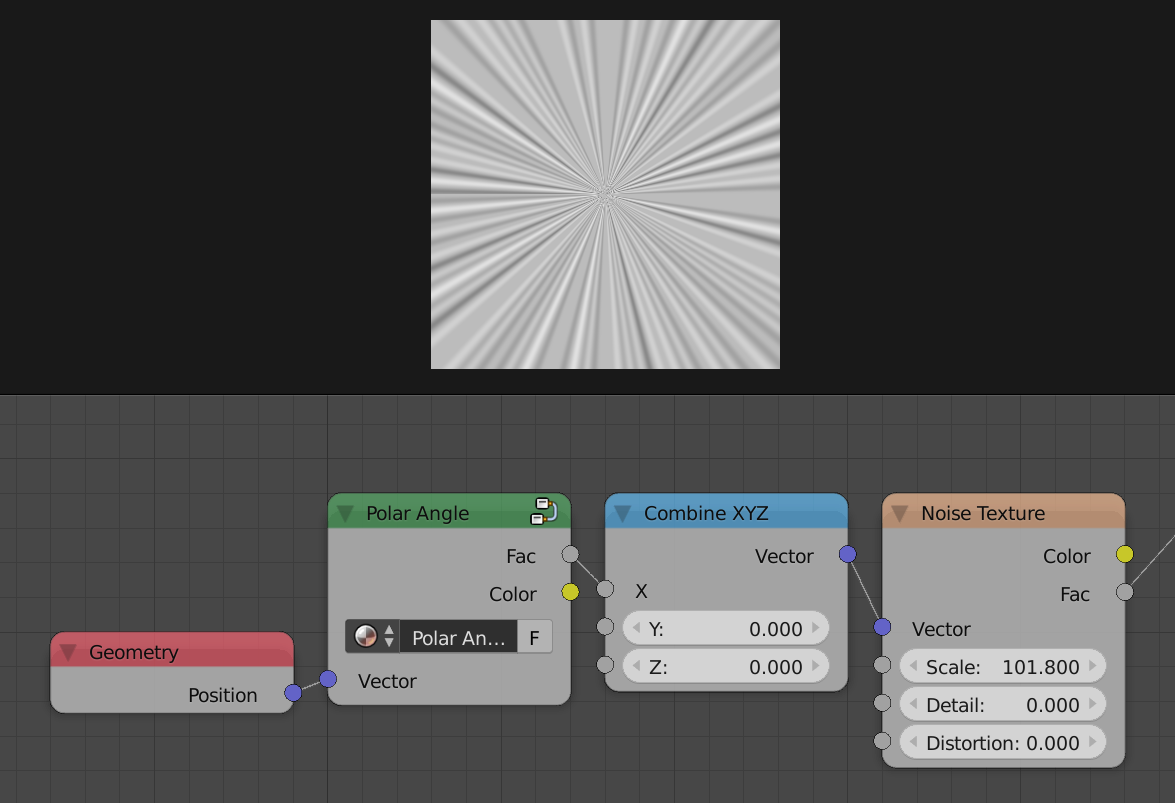 Geometry
Position
Polar Angle
Fac
Color
Polar An... F
Vector
Combine XYZ
Vector
X
Y: 0.000
Z: 0.000
Noise Texture
Color
Fac
Vector
Scale: 101.800
Detail: 0.000
Distortion: 0.000